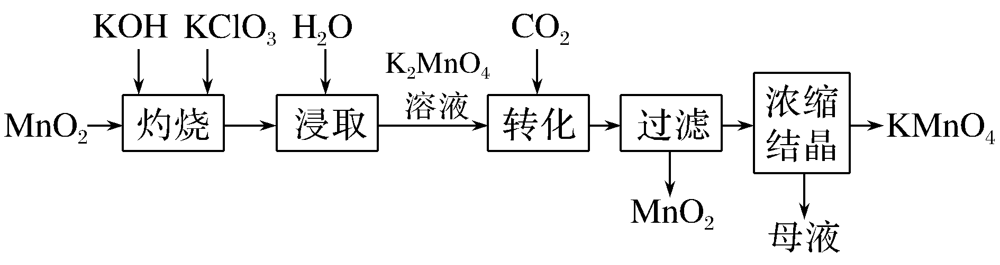 KOH KClO₃ H₂O CO₂
K₂MnO₄
溶液
MnO₂ 灼烧 浸取 转化 过滤 浓缩 KMnO₄
结晶
MnO₂
母液